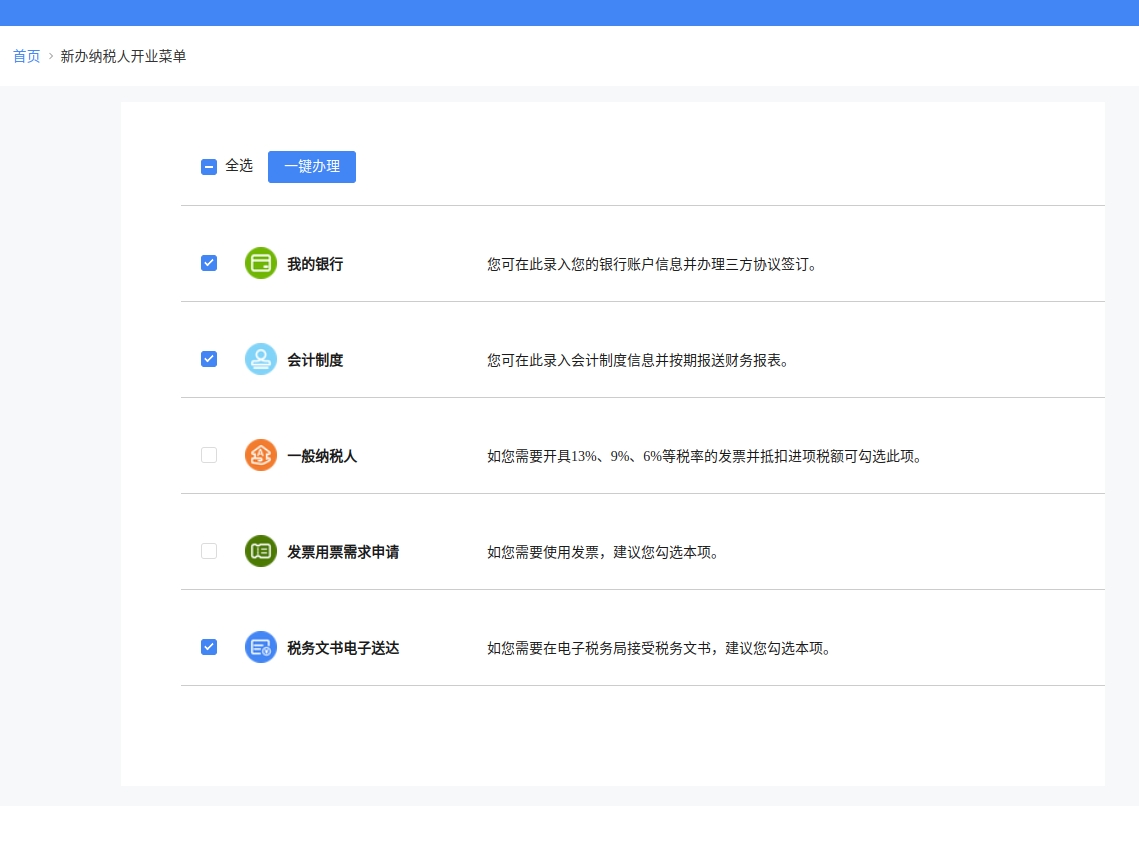 首页 > 新办纳税人开业菜单
全选 一键办理
我的银行 您可在此录入您的银行账户信息并办理三方协议签订。
会计制度 您可在此录入会计制度信息并按期报送财务报表。
一般纳税人 如您需要开具13%、9%、6%等税率的发票并抵扣进项税额可勾选此项。
发票用票需求申请 如您需要使用发票，建议您勾选本项。
税务文书电子送达 如您需要在电子税务局接受税务文书，建议您勾选本项。